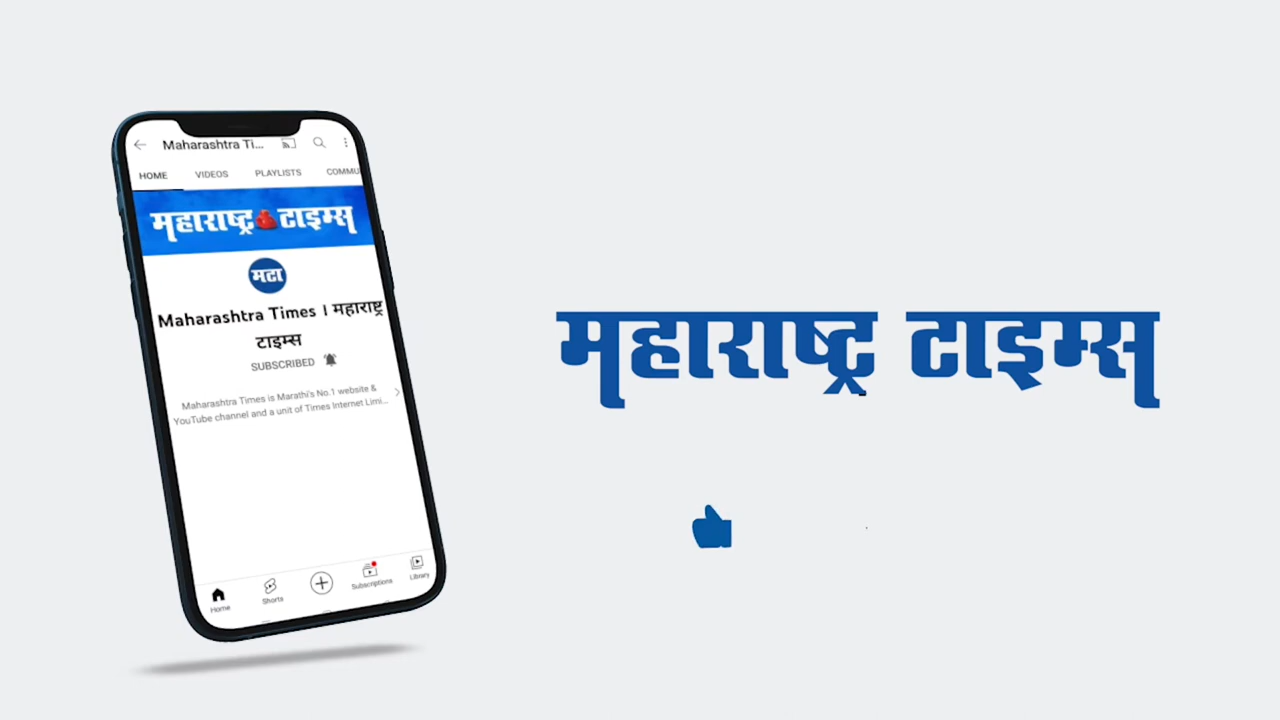 Maharashtra Ti...
HOME VIDEOS PLAYLISTS COMMU
महाराष्ट्र टाइम्स
मटा
Maharashtra Times । महाराष्ट्र
टाइम्स
SUBSCRIBED
Maharashtra Times is Marathi's No.1 website &
YouTube channel and a unit of Times Internet Limi...
Home Shorts Subscriptions Library
महाराष्ट्र टाइम्स